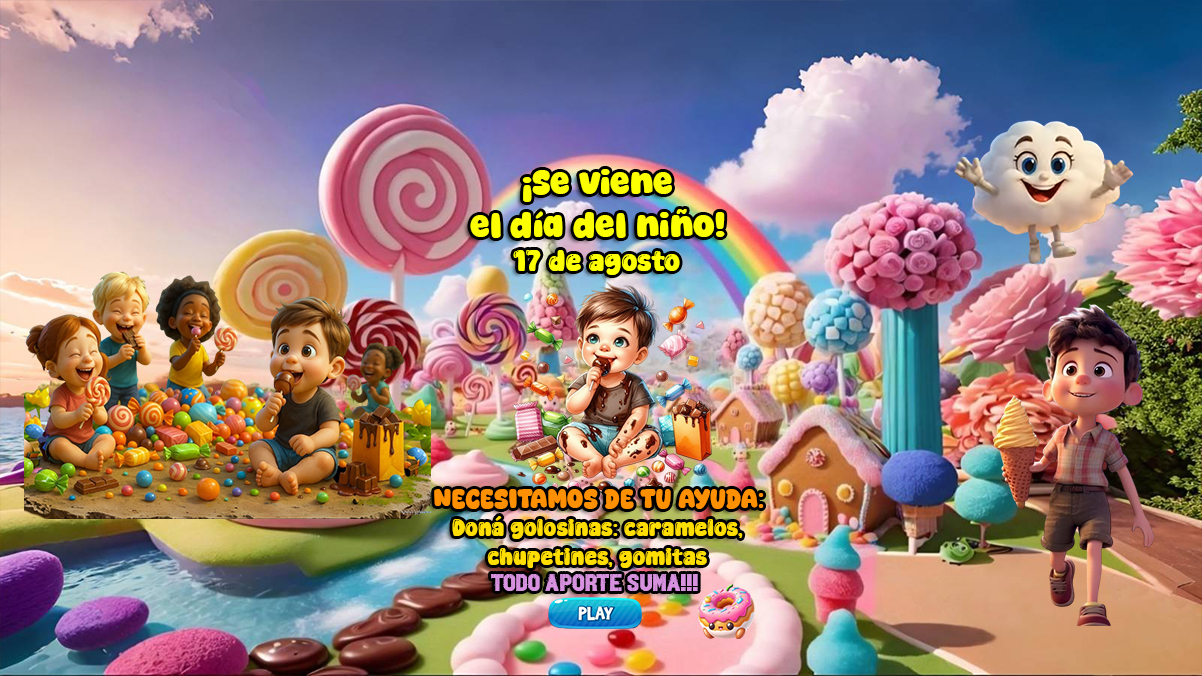 ¡Se viene
el día del niño!
17 de agosto
NECESITAMOS DE TU AYUDA:
Doná golosinas: caramelos,
chupetines, gomitas
TODO APORTE SUMA!!!
PLAY